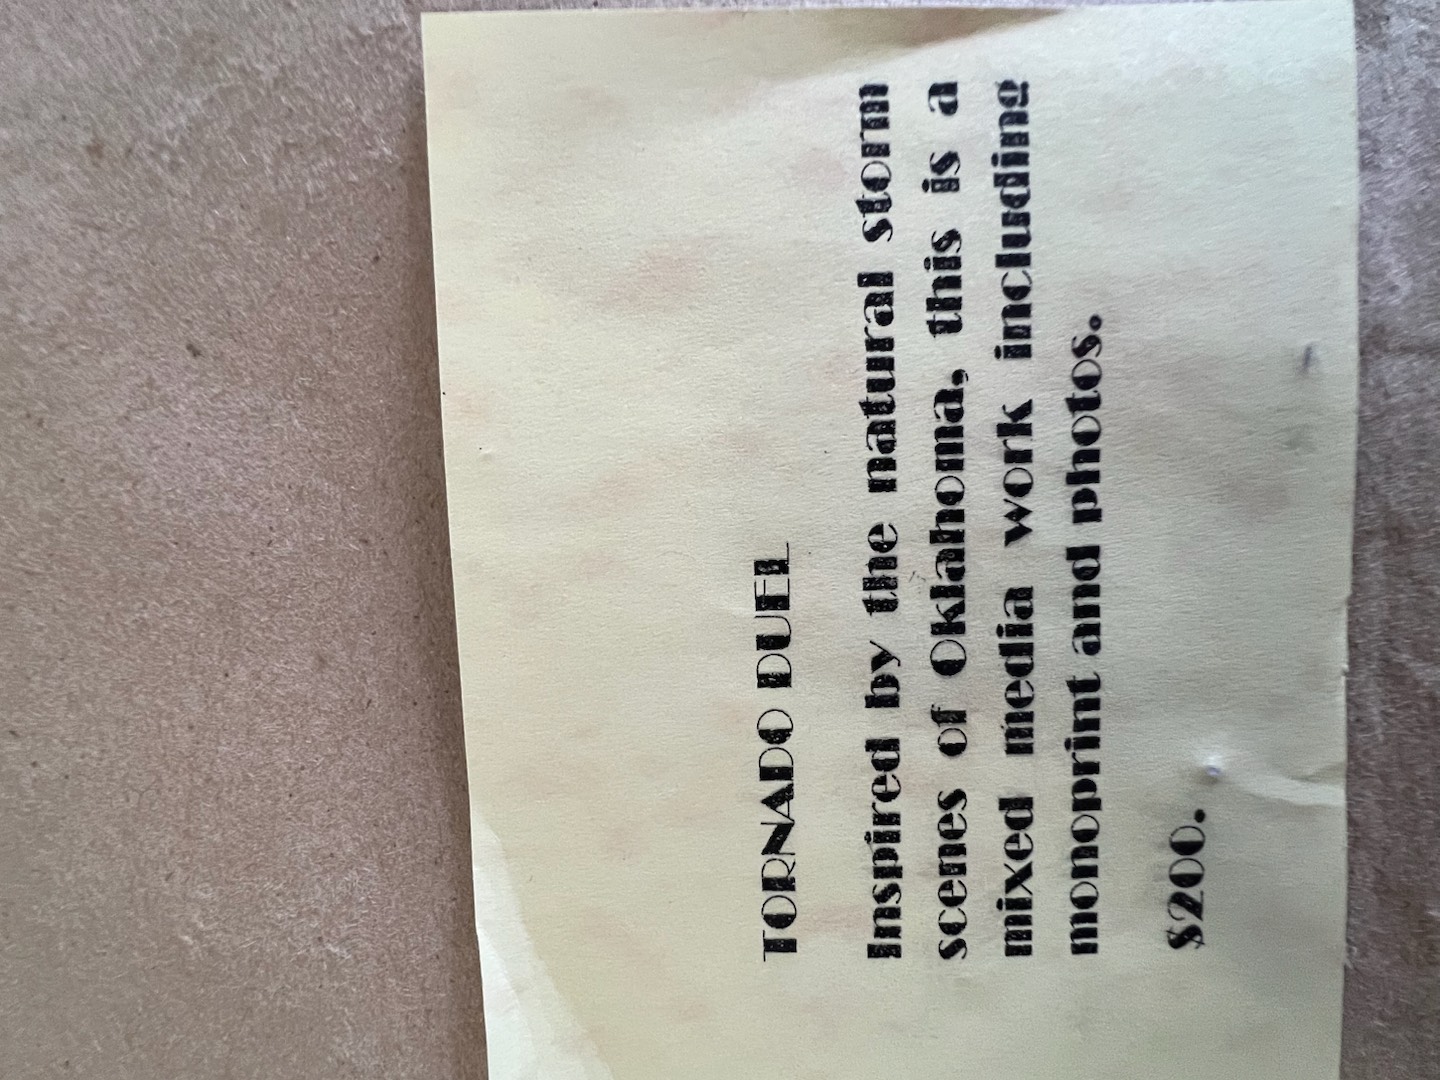 TORNADO DUEL
Inspired by the natural storm
scenes of Oklahoma, this is a
mixed media work including
monoprint and photos.
$200.